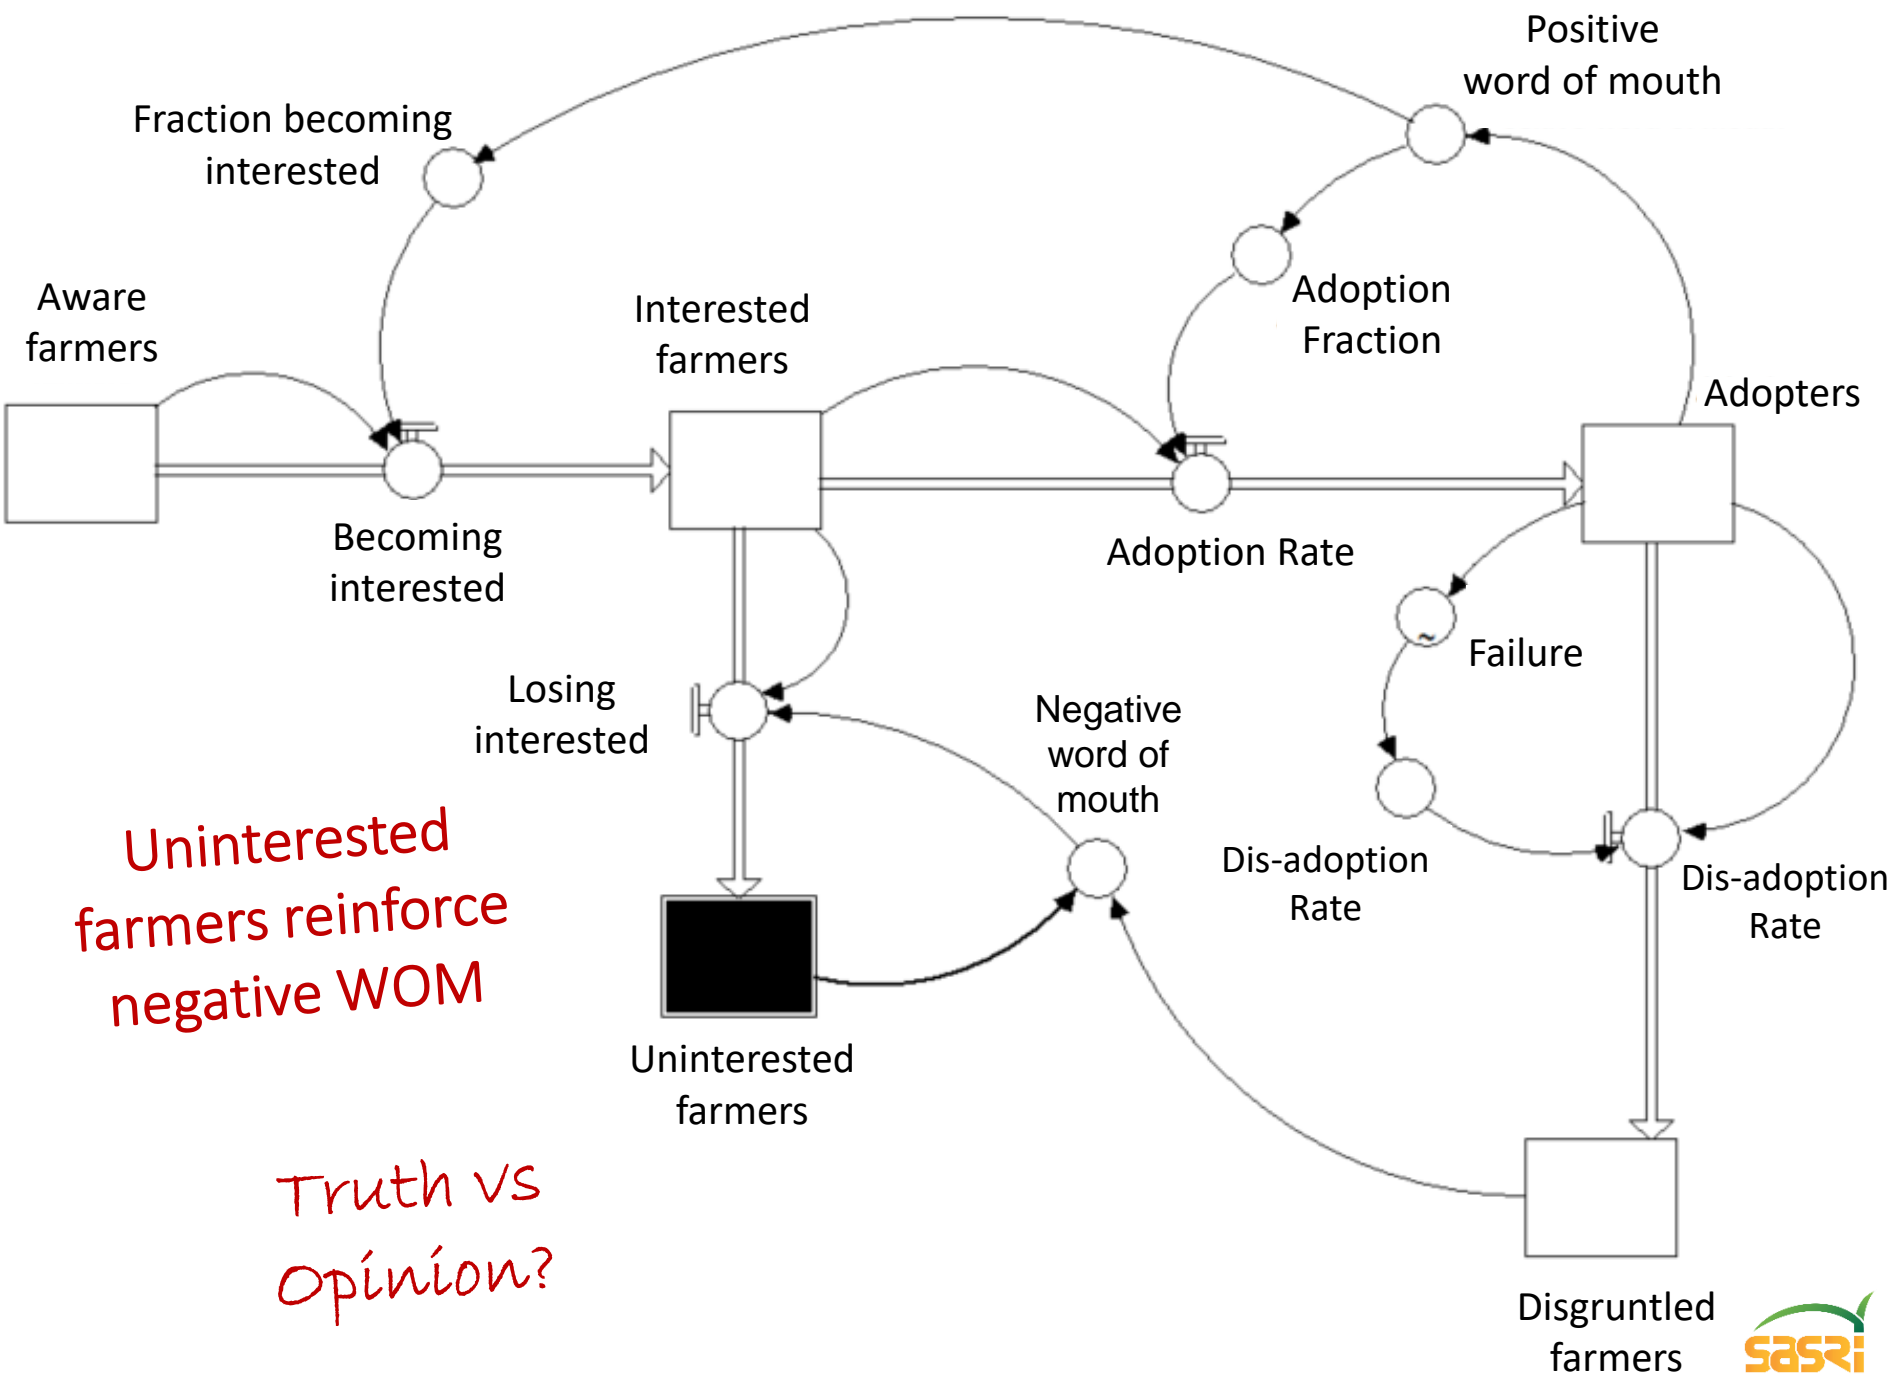 Positive
word of mouth
Fraction becoming
interested
Aware
farmers
Interested
farmers
Adoption
Fraction
Adopters
Becoming
interested
Adoption Rate
~
Failure
Losing
interested
Negative
word of
mouth
Dis-adoption
Rate
Dis-adoption
Rate
Uninterested
farmers reinforce
negative WOM
Uninterested
farmers
Truth vs
Opinion?
Disgruntled
farmers
sasri